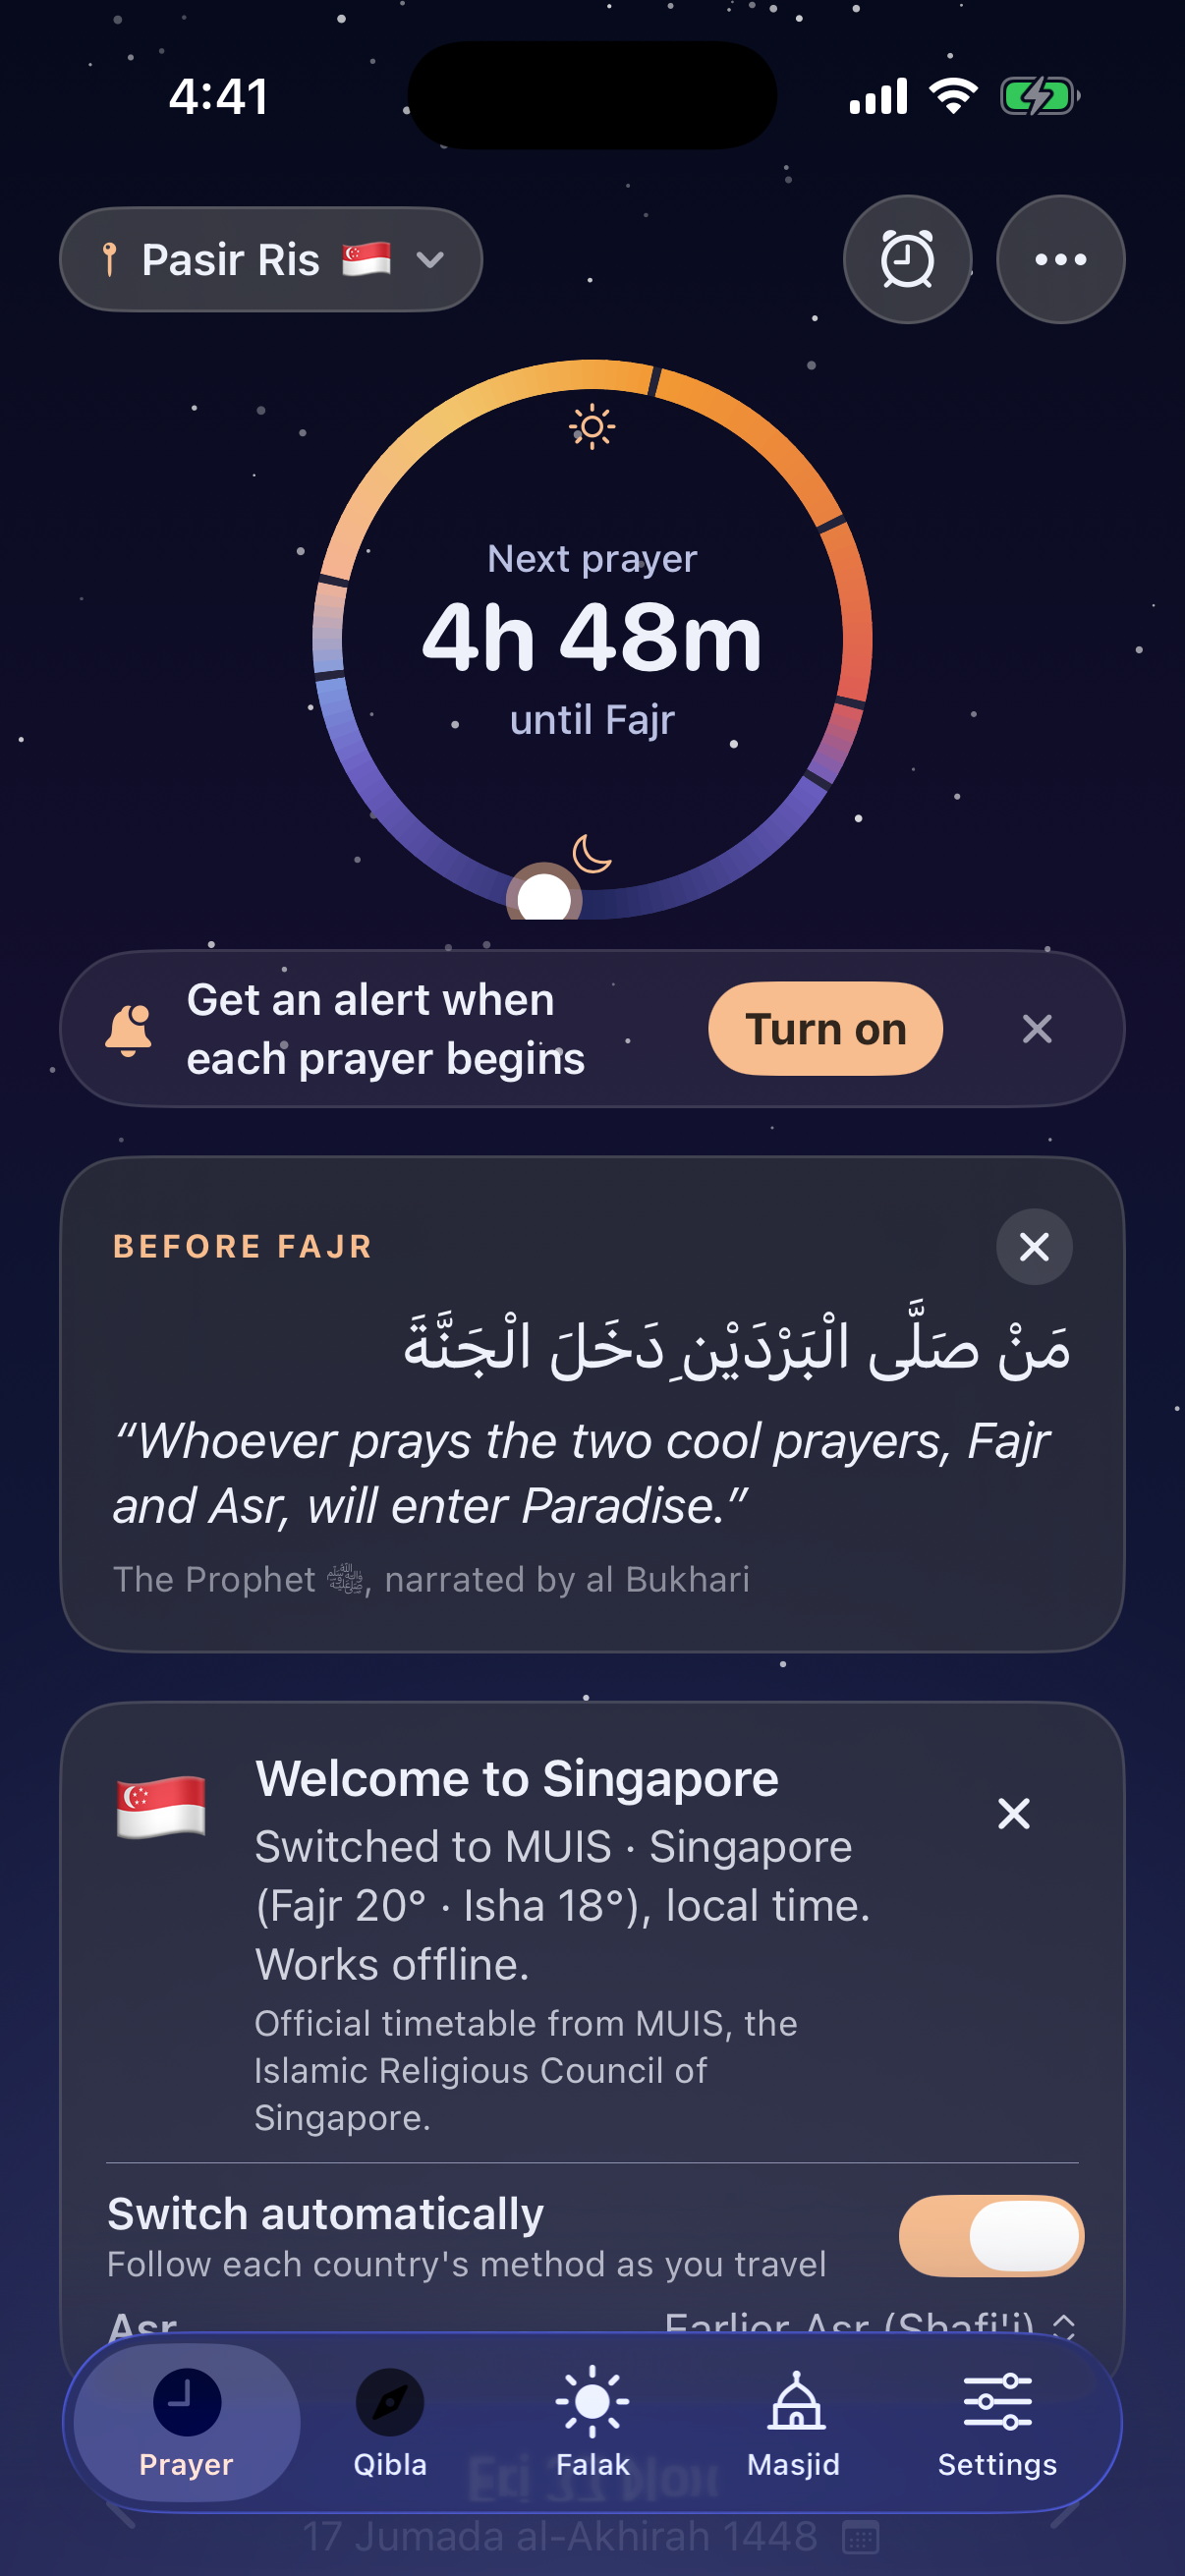 4:41
Pasir Ris
Next prayer
4h 48m
until Fajr
Get an alert when
each prayer begins
Turn on
BEFORE FAJR
مَنْ صَلَّى الْبَرْدَيْنِ دَخَلَ الْجَنَّةَ
“Whoever prays the two cool prayers, Fajr
and Asr, will enter Paradise.”
The Prophet ﷺ, narrated by al Bukhari
Welcome to Singapore
Switched to MUIS · Singapore
(Fajr 20° · Isha 18°), local time.
Works offline.
Official timetable from MUIS, the
Islamic Religious Council of
Singapore.
Switch automatically
Follow each country's method as you travel
Asr
Earlier Asr (Shafi'i)
Prayer
Qibla
Falak
Masjid
Settings
17 Jumada al-Akhirah 1448